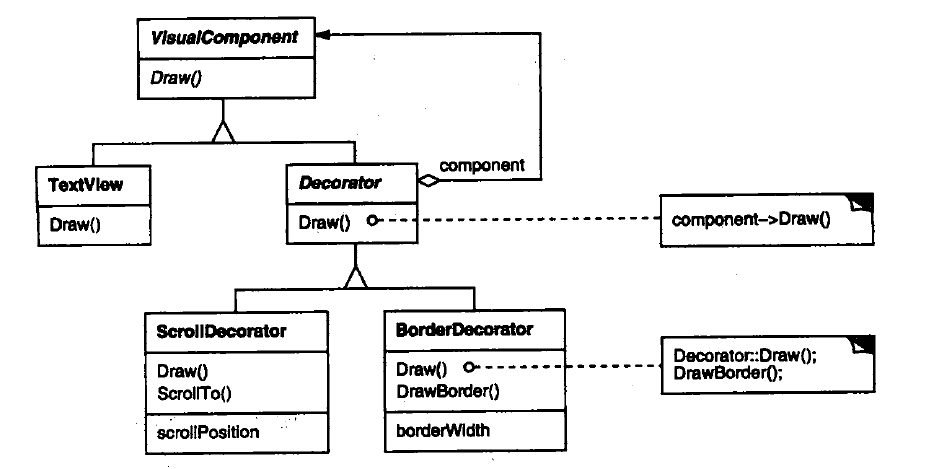 VisualComponent
Draw()
component
TextView
Draw()
Decorator
Draw()
component–>Draw()
ScrollDecorator
Draw()
ScrollTo()
scrollPosition
BorderDecorator
Draw()
DrawBorder()
borderWidth
Decorator::Draw();
DrawBorder();